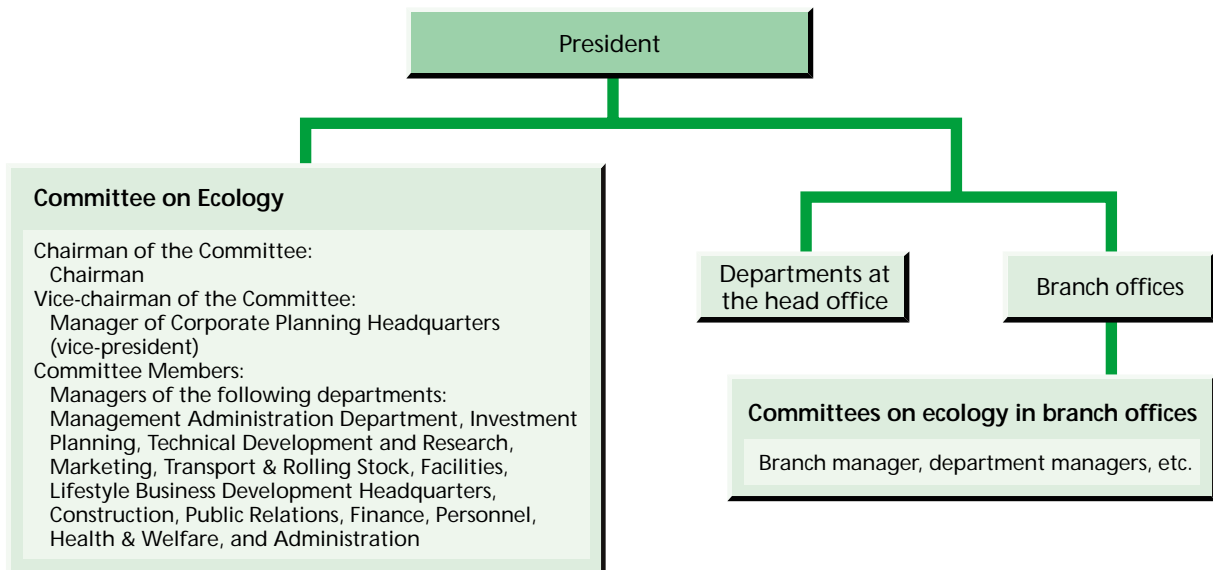 President
Committee on Ecology
Chairman of the Committee:
Chairman
Vice-chairman of the Committee:
Manager of Corporate Planning Headquarters
(vice-president)
Committee Members:
Managers of the following departments:
Management Administration Department, Investment
Planning, Technical Development and Research,
Marketing, Transport & Rolling Stock, Facilities,
Lifestyle Business Development Headquarters,
Construction, Public Relations, Finance, Personnel,
Health & Welfare, and Administration
Departments at
the head office
Branch offices
Committees on ecology in branch offices
Branch manager, department managers, etc.